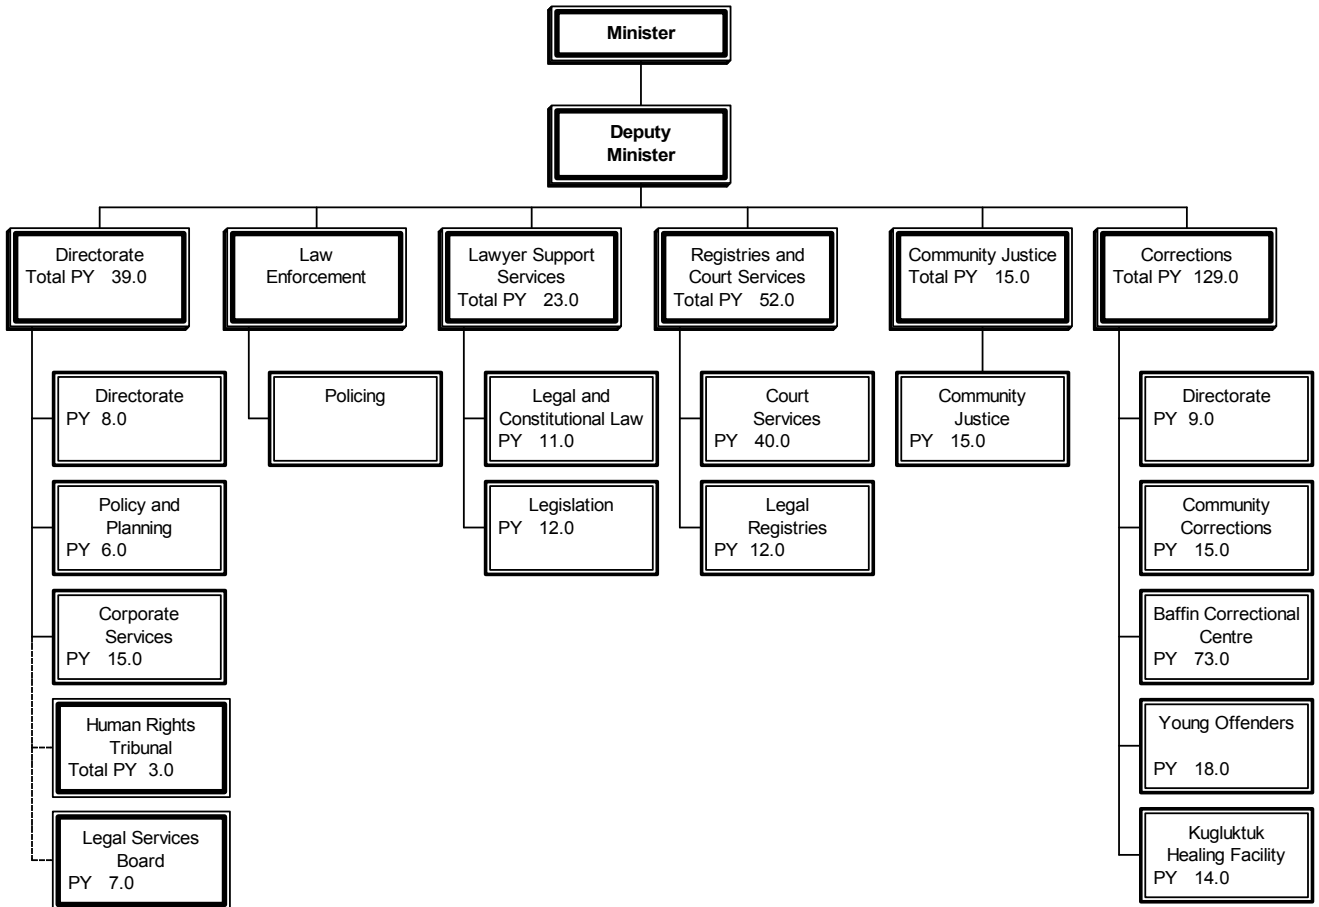 Minister
Deputy
Minister
Directorate
Total PY 39.0
Law
Enforcement
Lawyer Support
Services
Total PY 23.0
Registries and
Court Services
Total PY 52.0
Community Justice
Total PY 15.0
Corrections
Total PY 129.0
Directorate
PY 8.0
Policy and
Planning
PY 6.0
Corporate
Services
PY 15.0
Human Rights
Tribunal
Total PY 3.0
Legal Services
Board
PY 7.0
Policing
Legal and
Constitutional Law
PY 11.0
Legislation
PY 12.0
Court
Services
PY 40.0
Legal
Registries
PY 12.0
Community
Justice
PY 15.0
Directorate
PY 9.0
Community
Corrections
PY 15.0
Baffin Correctional
Centre
PY 73.0
Young Offenders
PY 18.0
Kugluktuk
Healing Facility
PY 14.0